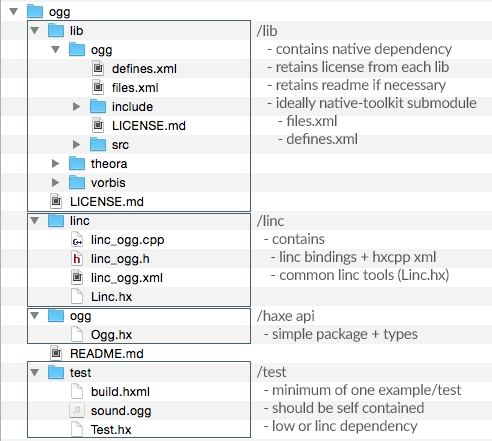 ogg
lib /lib
ogg - contains native dependency
defines.xml - retains license from each lib
files.xml - retains readme if necessary
include - ideally native-toolkit submodule
LICENSE.md - files.xml
src - defines.xml
theora
vorbis
LICENSE.md
linc /linc
linc_ogg.cpp - contains
linc_ogg.h - linc bindings + hxcpp xml
linc_ogg.xml - common linc tools (Linc.hx)
Linc.hx
ogg /haxe api
Ogg.hx - simple package + types
README.md
test /test
build.hxml - minimum of one example/test
sound.ogg - should be self contained
Test.hx - low or linc dependency